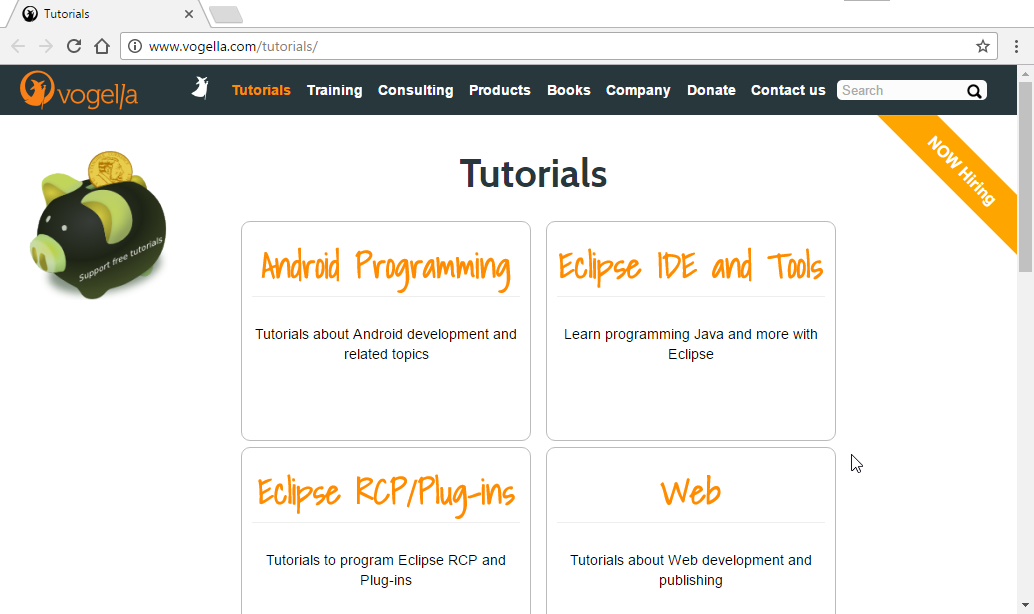 Tutorials
www.vogella.com/tutorials/
vogella
Tutorials Training Consulting Products Books Company Donate Contact us Search
NOW Hiring
Support free tutorials
Tutorials
Android Programming
Tutorials about Android development and
related topics
Eclipse IDE and Tools
Learn programming Java and more with
Eclipse
Eclipse RCP/Plug-ins
Tutorials to program Eclipse RCP and
Plug-ins
Web
Tutorials about Web development and
publishing